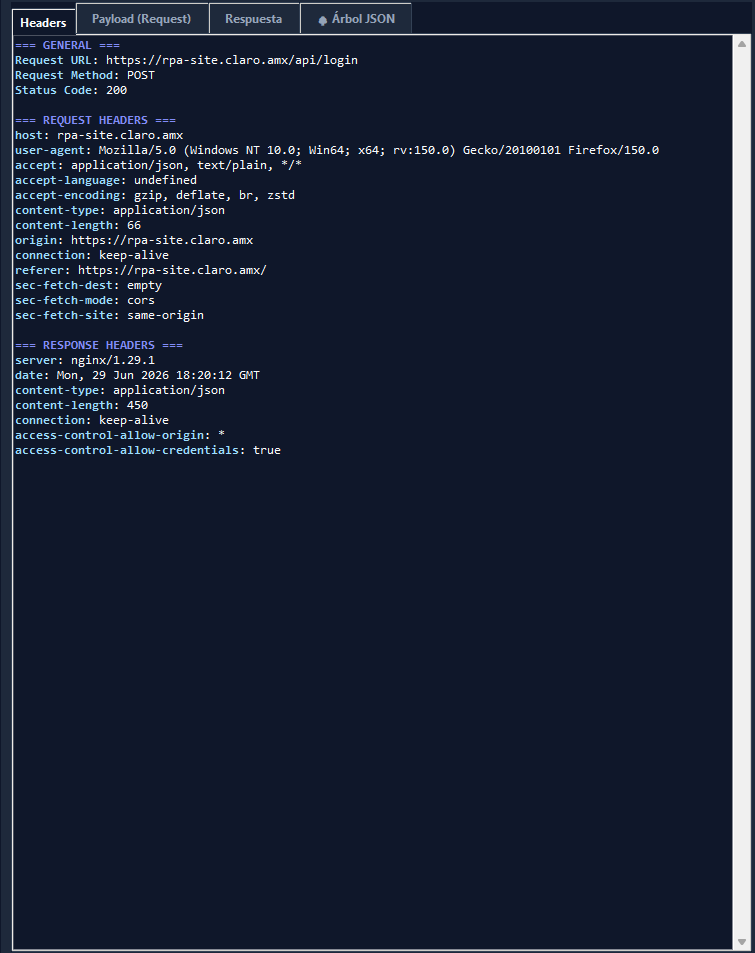 Headers
Payload (Request)
Respuesta
Árbol JSON
=== GENERAL ===
Request URL: https://rpa-site.claro.amx/api/login
Request Method: POST
Status Code: 200
=== REQUEST HEADERS ===
host: rpa-site.claro.amx
user-agent: Mozilla/5.0 (Windows NT 10.0; Win64; x64; rv:150.0) Gecko/20100101 Firefox/150.0
accept: application/json, text/plain, */*
accept-language: undefined
accept-encoding: gzip, deflate, br, zstd
content-type: application/json
content-length: 66
origin: https://rpa-site.claro.amx
connection: keep-alive
referer: https://rpa-site.claro.amx/
sec-fetch-dest: empty
sec-fetch-mode: cors
sec-fetch-site: same-origin
=== RESPONSE HEADERS ===
server: nginx/1.29.1
date: Mon, 29 Jun 2026 18:20:12 GMT
content-type: application/json
content-length: 450
connection: keep-alive
access-control-allow-origin: *
access-control-allow-credentials: true